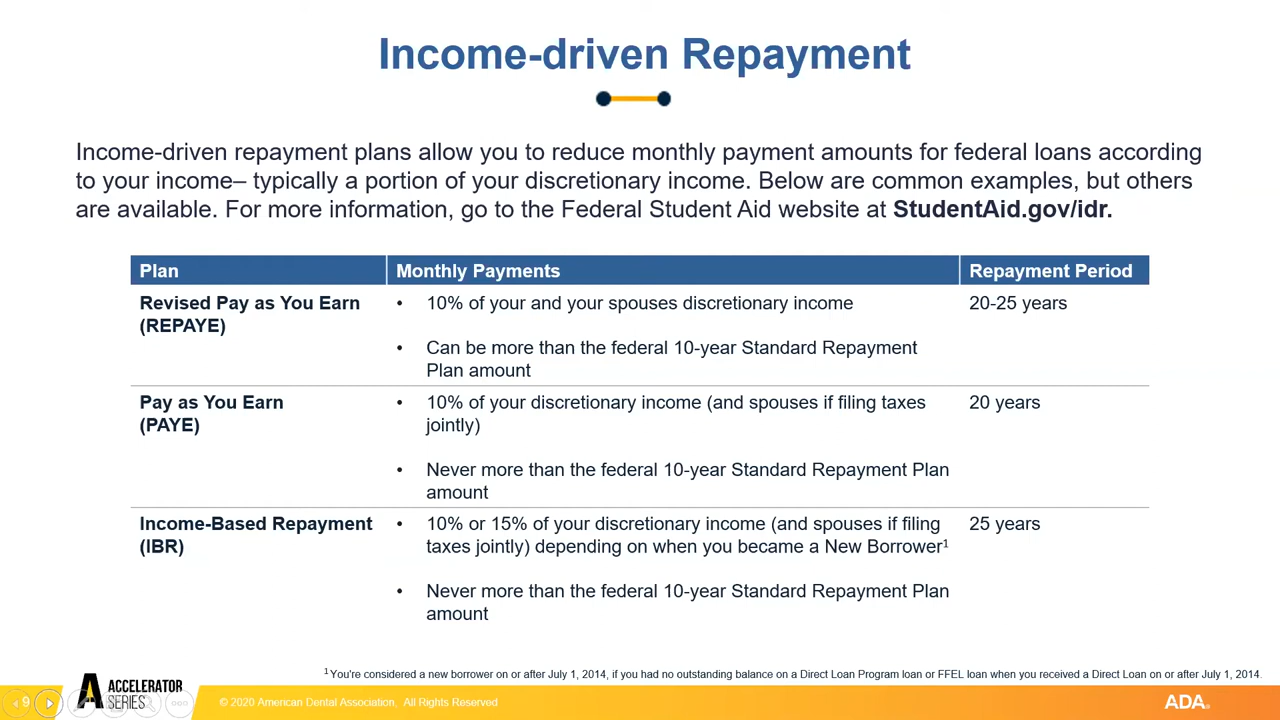 Income-driven Repayment
Income-driven repayment plans allow you to reduce monthly payment amounts for federal loans according
to your income– typically a portion of your discretionary income. Below are common examples, but others
are available. For more information, go to the Federal Student Aid website at StudentAid.gov/idr.
Plan Monthly Payments Repayment Period
Revised Pay as You Earn
(REPAYE)
• 10% of your and your spouses discretionary income
• Can be more than the federal 10-year Standard Repayment
Plan amount
20-25 years
Pay as You Earn
(PAYE)
• 10% of your discretionary income (and spouses if filing taxes
jointly)
• Never more than the federal 10-year Standard Repayment Plan
amount
20 years
Income-Based Repayment
(IBR)
• 10% or 15% of your discretionary income (and spouses if filing
taxes jointly) depending on when you became a New Borrower¹
• Never more than the federal 10-year Standard Repayment Plan
amount
25 years
¹ You're considered a new borrower on or after July 1, 2014, if you had no outstanding balance on a Direct Loan Program loan or FFEL loan when you received a Direct Loan on or after July 1, 2014.
9
ACCELERATOR
SERIES
© 2020 American Dental Association. All Rights Reserved
ADA®